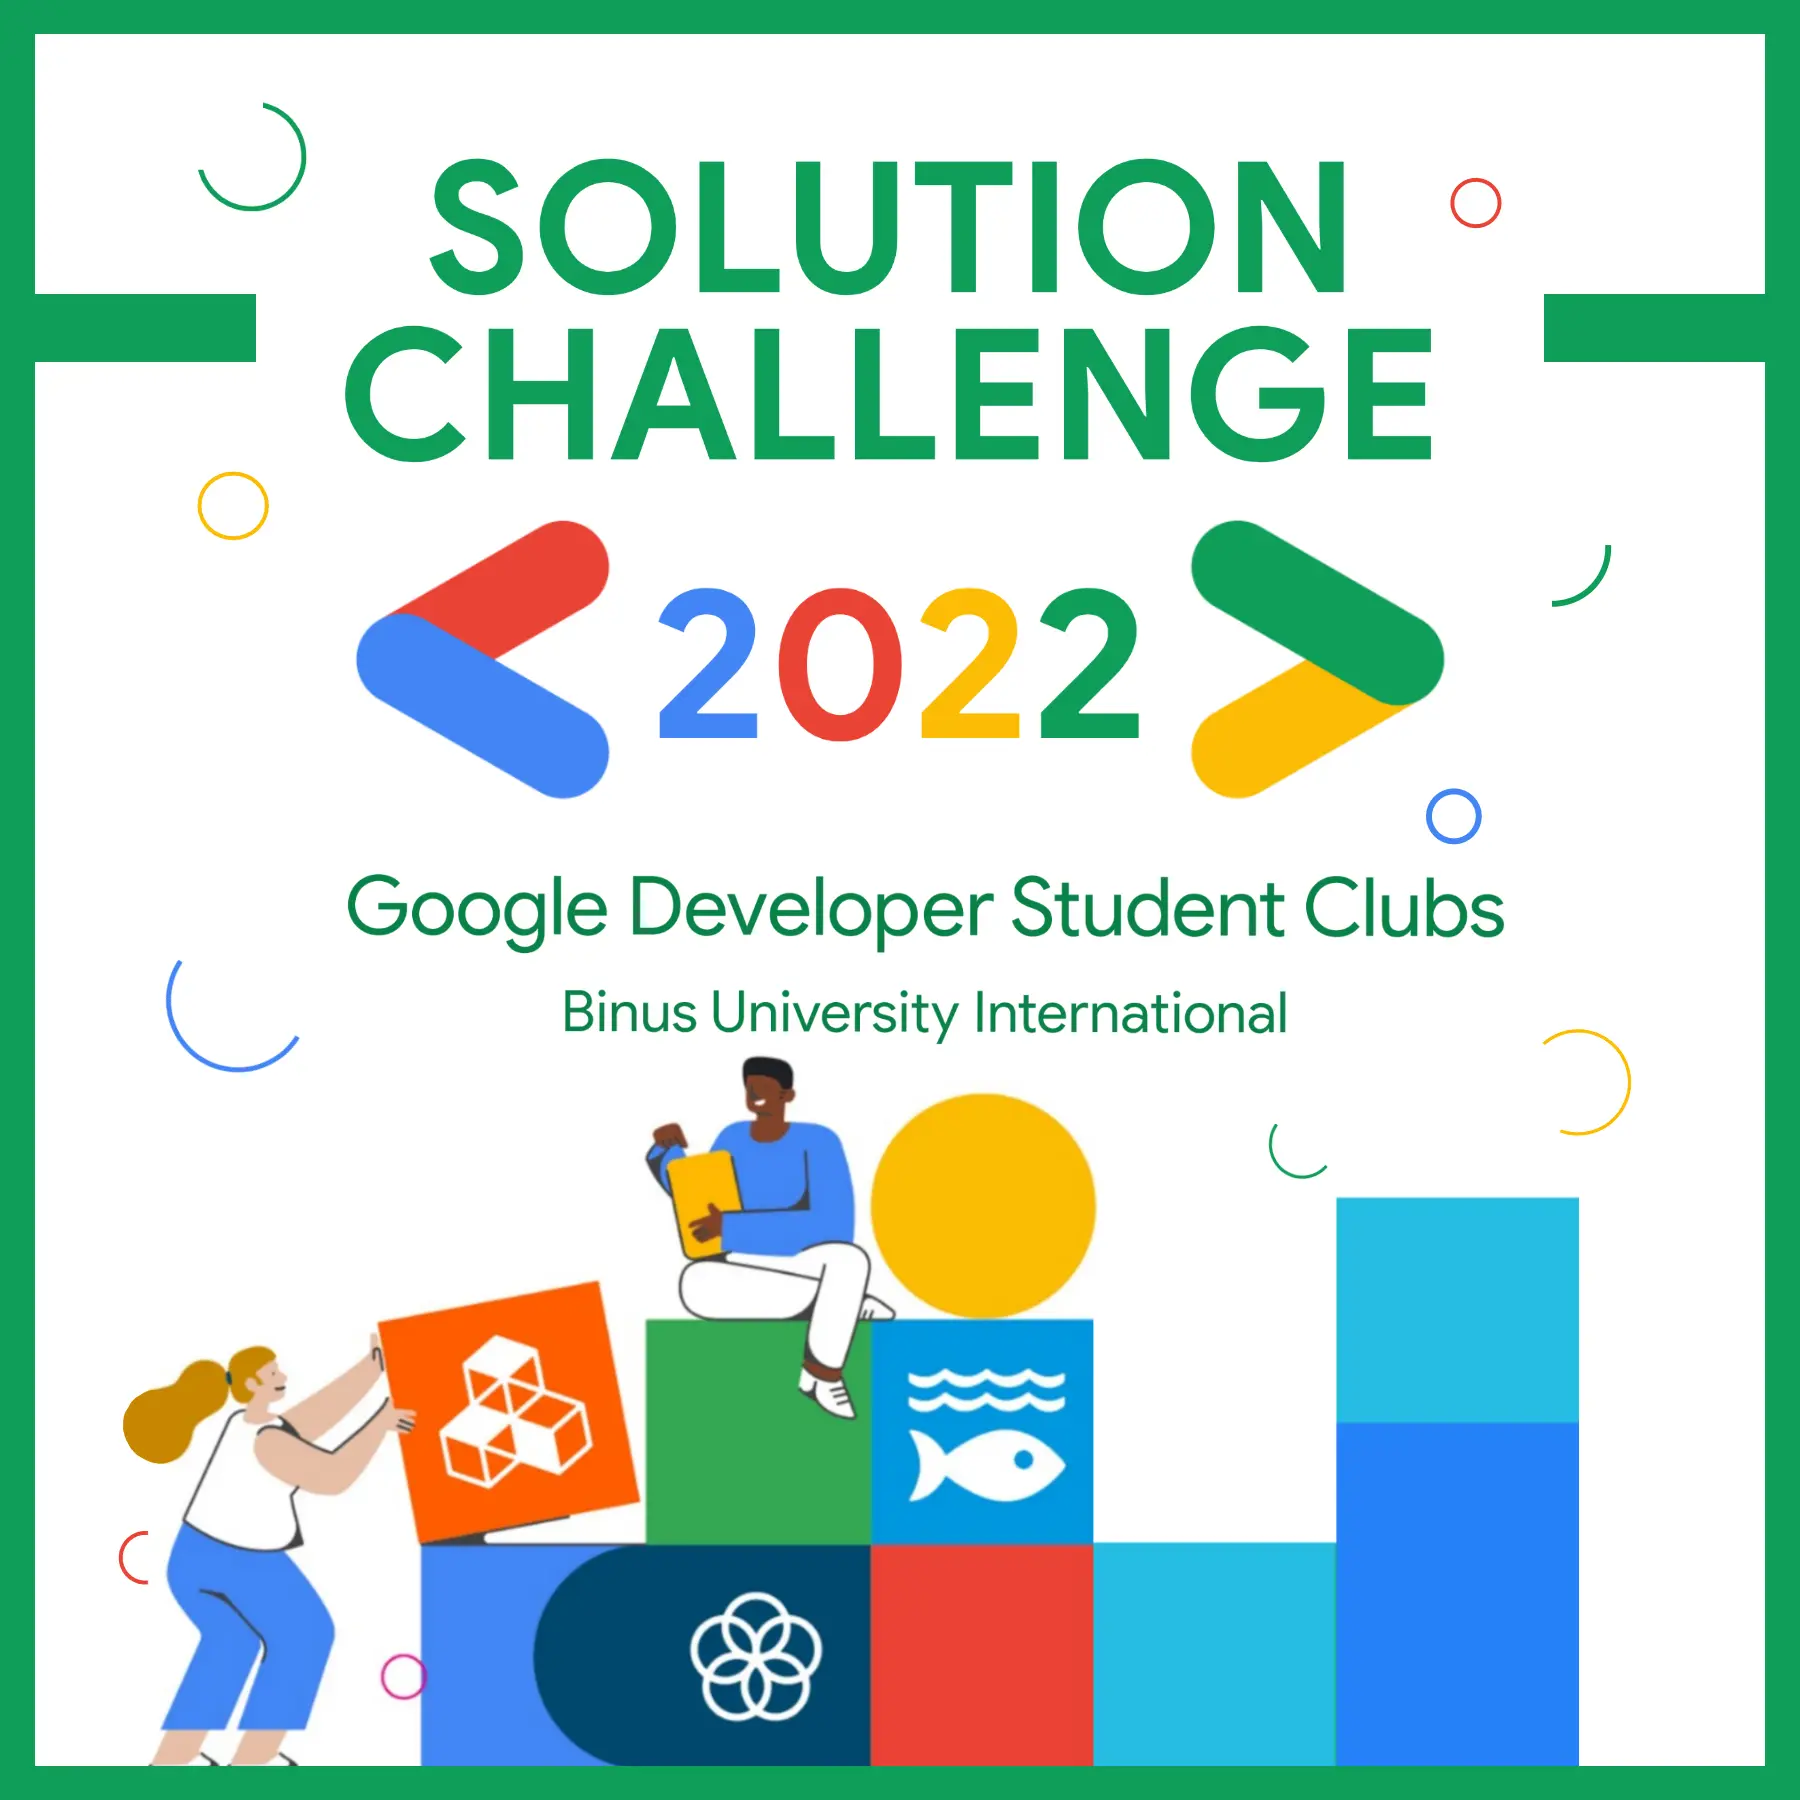 SOLUTION
CHALLENGE
2022
Google Developer Student Clubs
Binus University International